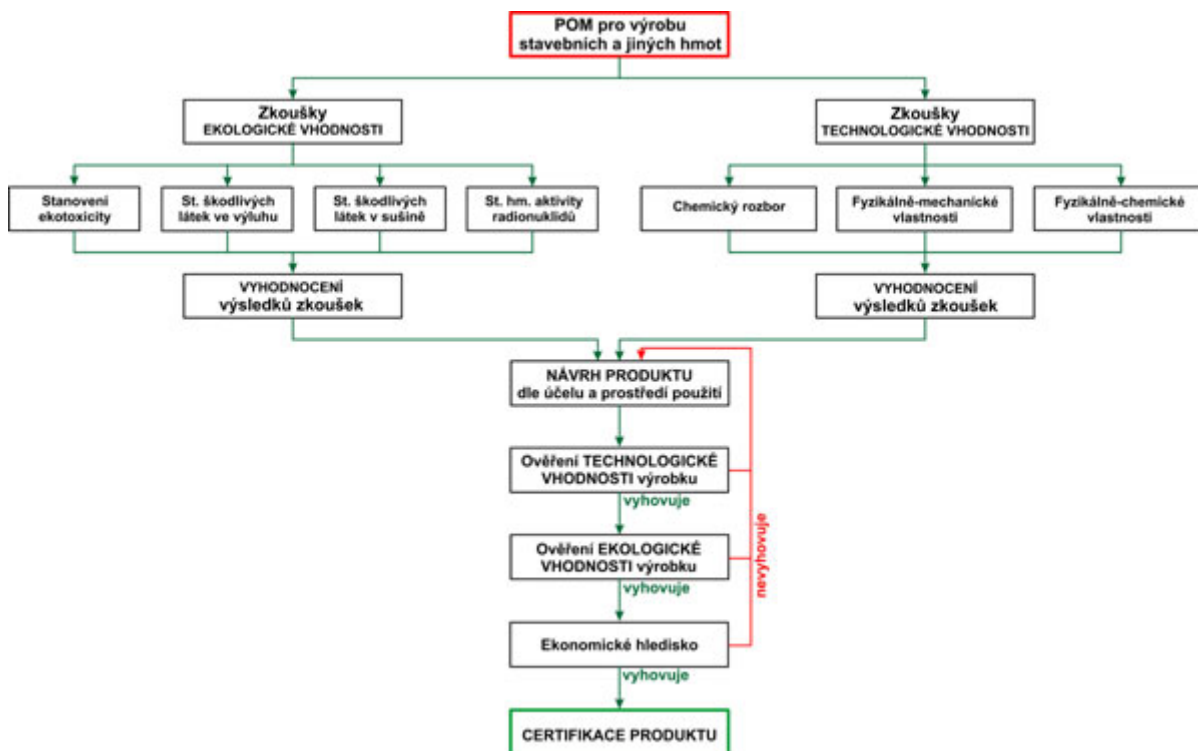 POM pro výrobu
stavebních a jiných hmot
Zkoušky
EKOLOGICKÉ VHODNOSTI
Zkoušky
TECHNOLOGICKÉ VHODNOSTI
Stanovení
ekotoxicity
St. škodlivých
látek ve výluhu
St. škodlivých
látek v sušině
St. hm. aktivity
radionuklidů
Chemický rozbor
Fyzikálně-mechanické
vlastnosti
Fyzikálně-chemické
vlastnosti
VYHODNOCENÍ
výsledků zkoušek
VYHODNOCENÍ
výsledků zkoušek
NÁVRH PRODUKTU
dle účelu a prostředí použití
Ověření TECHNOLOGICKÉ
VHODNOSTI výrobku
vyhovuje
Ověření EKOLOGICKÉ
VHODNOSTI výrobku
vyhovuje
nevyhovuje
Ekonomické hledisko
vyhovuje
CERTIFIKACE PRODUKTU